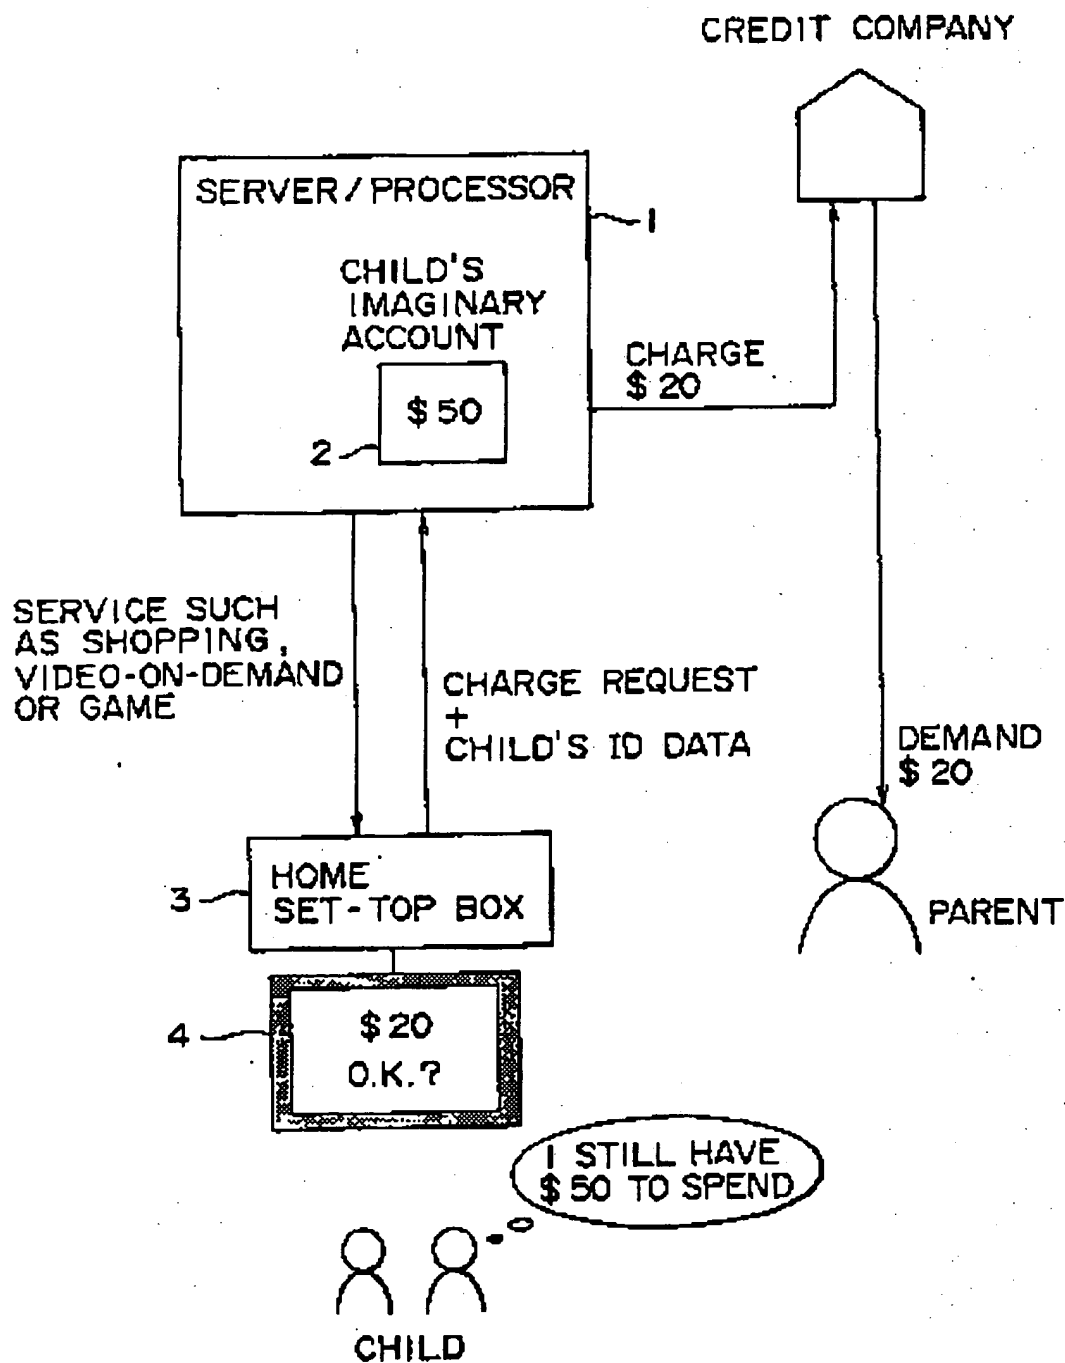 CREDIT COMPANY
SERVER/PROCESSOR
1
CHILD'S
IMAGINARY
ACCOUNT
$50
2
CHARGE
$20
SERVICE SUCH
AS SHOPPING,
VIDEO-ON-DEMAND
OR GAME
CHARGE REQUEST
+
CHILD'S ID DATA
DEMAND
$20
PARENT
3
HOME
SET-TOP BOX
4
$20
O.K.?
I STILL HAVE
$50 TO SPEND
CHILD